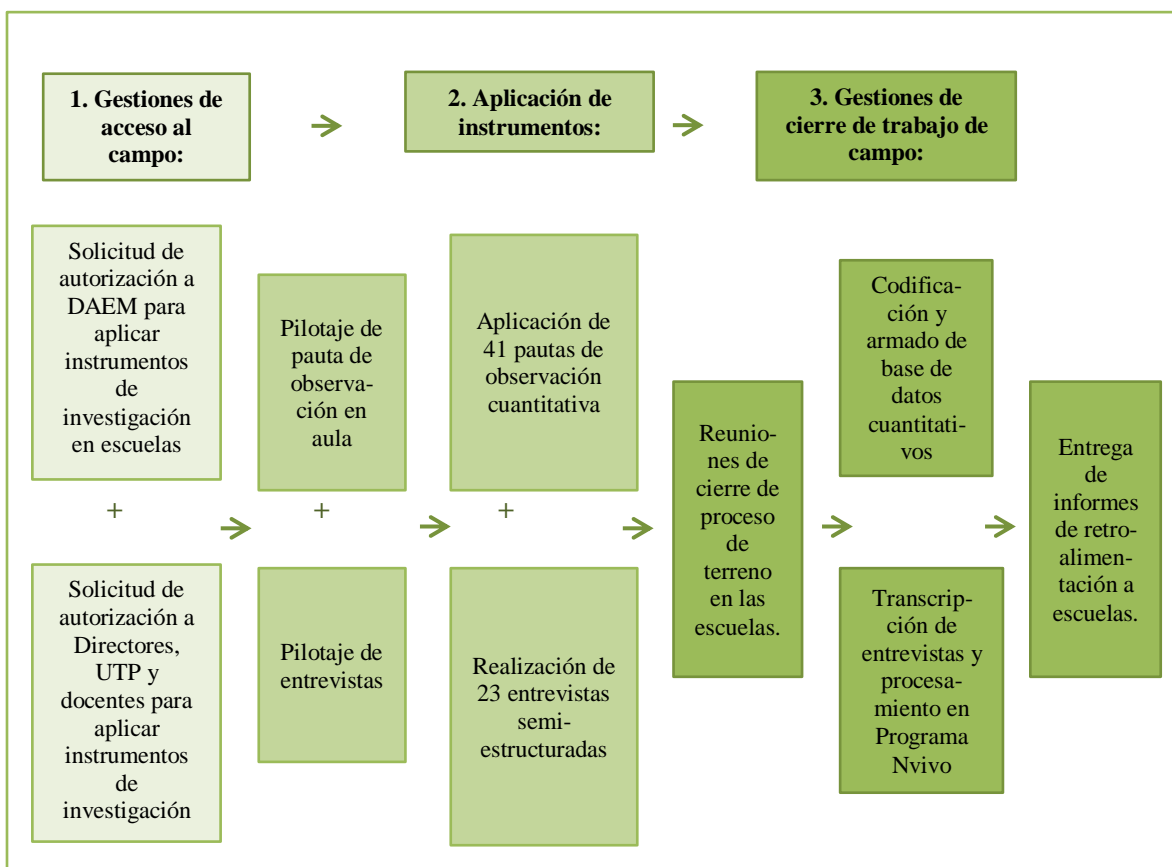 1. Gestiones de
acceso al
campo:
2. Aplicación de
instrumentos:
3. Gestiones de
cierre de trabajo de
campo:
Solicitud de
autorización a
DAEM para
aplicar
instrumentos
de
investigación
en escuelas
+
Solicitud de
autorización a
Directores,
UTP y
docentes para
aplicar
instrumentos
de
investigación
Pilotaje de
pauta de
observa-
ción en
aula
+
Pilotaje de
entrevistas
Aplicación de
41 pautas de
observación
cuantitativa
+
Realización de
23 entrevistas
semi-
estructuradas
Reunio-
nes de
cierre de
proceso
de
terreno
en las
escuelas.
Codifica-
ción y
armado de
base de
datos
cuantitati-
vos
Transcrip-
ción de
entrevistas y
procesa-
miento en
Programa
Nvivo
Entrega
de
informes
de retro-
alimen-
tación a
escuelas.